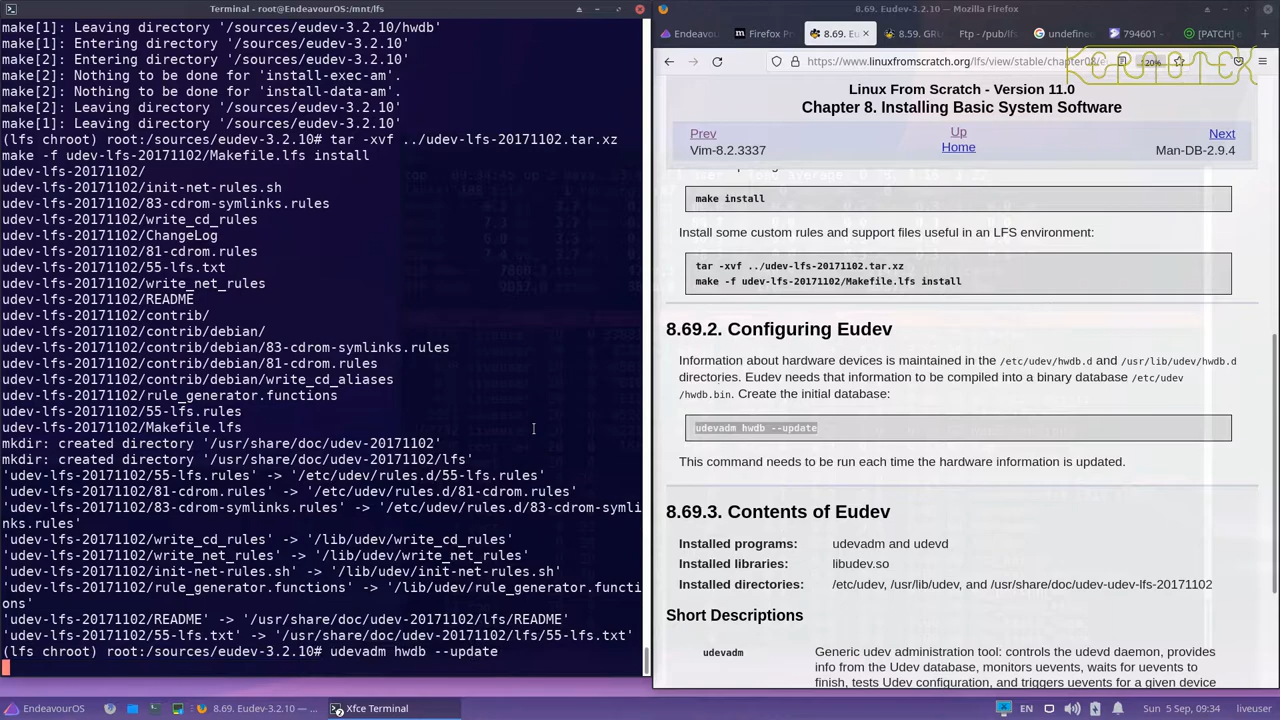 Terminal - root@EndeavourOS:/mnt/lfs
make[1]: Leaving directory '/sources/eudev-3.2.10/hwdb'
make[1]: Entering directory '/sources/eudev-3.2.10'
make[2]: Entering directory '/sources/eudev-3.2.10'
make[2]: Nothing to be done for 'install-exec-am'.
make[2]: Nothing to be done for 'install-data-am'.
make[2]: Leaving directory '/sources/eudev-3.2.10'
make[1]: Leaving directory '/sources/eudev-3.2.10'
(lfs chroot) root:/sources/eudev-3.2.10# tar -xvf ../udev-lfs-20171102.tar.xz
make -f udev-lfs-20171102/Makefile.lfs install
udev-lfs-20171102/
udev-lfs-20171102/init-net-rules.sh
udev-lfs-20171102/83-cdrom-symlinks.rules
udev-lfs-20171102/write_cd_rules
udev-lfs-20171102/ChangeLog
udev-lfs-20171102/81-cdrom.rules
udev-lfs-20171102/55-lfs.txt
udev-lfs-20171102/write_net_rules
udev-lfs-20171102/README
udev-lfs-20171102/contrib/
udev-lfs-20171102/contrib/debian/
udev-lfs-20171102/contrib/debian/83-cdrom-symlinks.rules
udev-lfs-20171102/contrib/debian/81-cdrom.rules
udev-lfs-20171102/contrib/debian/write_cd_aliases
udev-lfs-20171102/rule_generator.functions
udev-lfs-20171102/55-lfs.rules
udev-lfs-20171102/Makefile.lfs
mkdir: created directory '/usr/share/doc/udev-20171102'
mkdir: created directory '/usr/share/doc/udev-20171102/lfs'
'udev-lfs-20171102/55-lfs.rules' -> '/etc/udev/rules.d/55-lfs.rules'
'udev-lfs-20171102/81-cdrom.rules' -> '/etc/udev/rules.d/81-cdrom.rules'
'udev-lfs-20171102/83-cdrom-symlinks.rules' -> '/etc/udev/rules.d/83-cdrom-symli
nks.rules'
'udev-lfs-20171102/write_cd_rules' -> '/lib/udev/write_cd_rules'
'udev-lfs-20171102/write_net_rules' -> '/lib/udev/write_net_rules'
'udev-lfs-20171102/init-net-rules.sh' -> '/lib/udev/init-net-rules.sh'
'udev-lfs-20171102/rule_generator.functions' -> '/lib/udev/rule_generator.functi
ons'
'udev-lfs-20171102/README' -> '/usr/share/doc/udev-20171102/lfs/README'
'udev-lfs-20171102/55-lfs.txt' -> '/usr/share/doc/udev-20171102/lfs/55-lfs.txt'
(lfs chroot) root:/sources/eudev-3.2.10# udevadm hwdb --update
8.69. Eudev-3.2.10 — Mozilla Firefox
Endeavour
Firefox Pro
8.69. Eu
8.59. GR
Ftp - /pub/lfs
undefined
794601 -
[PATCH] e
https://www.linuxfromscratch.org/lfs/view/stable/chapter08/e
120%
Linux From Scratch - Version 11.0
Chapter 8. Installing Basic System Software
Prev
Up
Next
Vim-8.2.3337
Home
Man-DB-2.9.4
make install
Install some custom rules and support files useful in an LFS environment:
tar -xvf ../udev-lfs-20171102.tar.xz
make -f udev-lfs-20171102/Makefile.lfs install
8.69.2. Configuring Eudev
Information about hardware devices is maintained in the /etc/udev/hwdb.d and /usr/lib/udev/hwdb.d
directories. Eudev needs that information to be compiled into a binary database /etc/udev
/hwdb.bin. Create the initial database:
udevadm hwdb --update
This command needs to be run each time the hardware information is updated.
8.69.3. Contents of Eudev
Installed programs: udevadm and udevd
Installed libraries: libudev.so
Installed directories: /etc/udev, /usr/lib/udev, and /usr/share/doc/udev-udev-lfs-20171102
Short Descriptions
udevadm Generic udev administration tool: controls the udevd daemon, provides
info from the Udev database, monitors uevents, waits for uevents to
finish, tests Udev configuration, and triggers uevents for a given device
EndeavourOS
8.69. Eudev-3.2.10 — ...
Xfce Terminal
EN
Sun 5 Sep, 09:34
liveuser